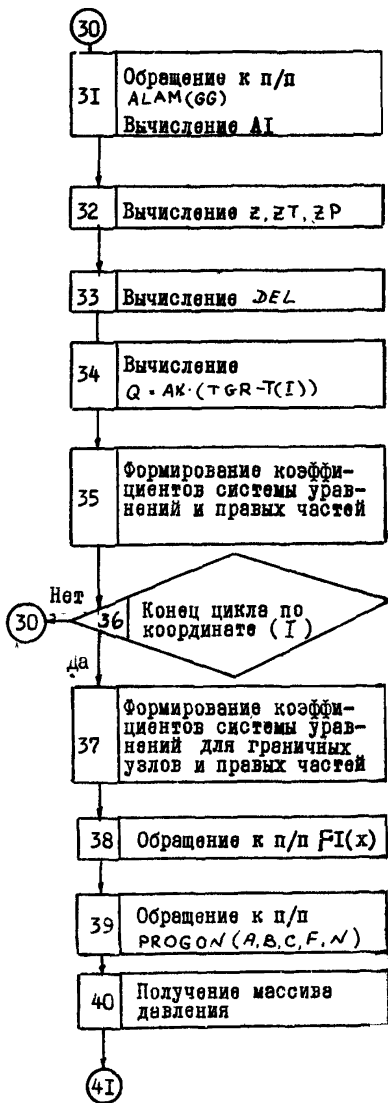 30
31
Обращение к п/п
ALAM(GG)
Вычисление AI
32
Вычисление Z, ZT, ZP
33
Вычисление DEL
34
Вычисление
Q = AK·(TGR-T(I))
35
Формирование коэффи-
циентов системы урав-
нений и правых частей
Нет
30
36
Конец цикла по
координате (I)
да
37
Формирование коэффи-
циентов системы урав-
нений для граничных
узлов и правых частей
38
Обращение к п/п FI(x)
39
Обращение к п/п
PROGON(A,B,C,F,N)
40
Получение массива
давления
41